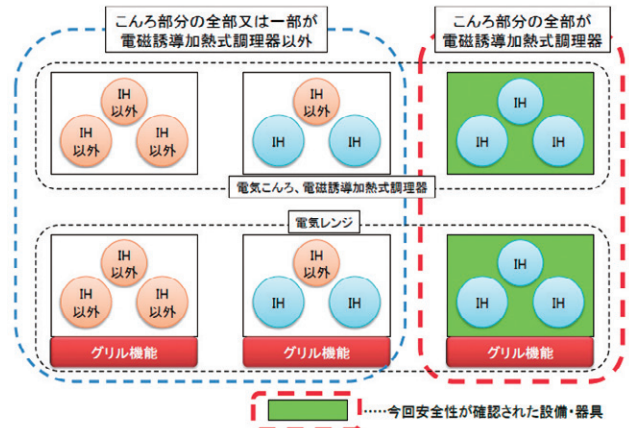 こんろ部分の全部又は一部が
電磁誘導加熱式調理器以外
こんろ部分の全部が
電磁誘導加熱式調理器
IH
以外
IH
以外
IH
以外
IH
以外
IH
IH
IH
IH
IH
電気こんろ、電磁誘導加熱式調理器
電気レンジ
IH
以外
IH
以外
IH
以外
IH
以外
IH
IH
IH
IH
IH
グリル機能
グリル機能
グリル機能
……今回安全性が確認された設備・器具